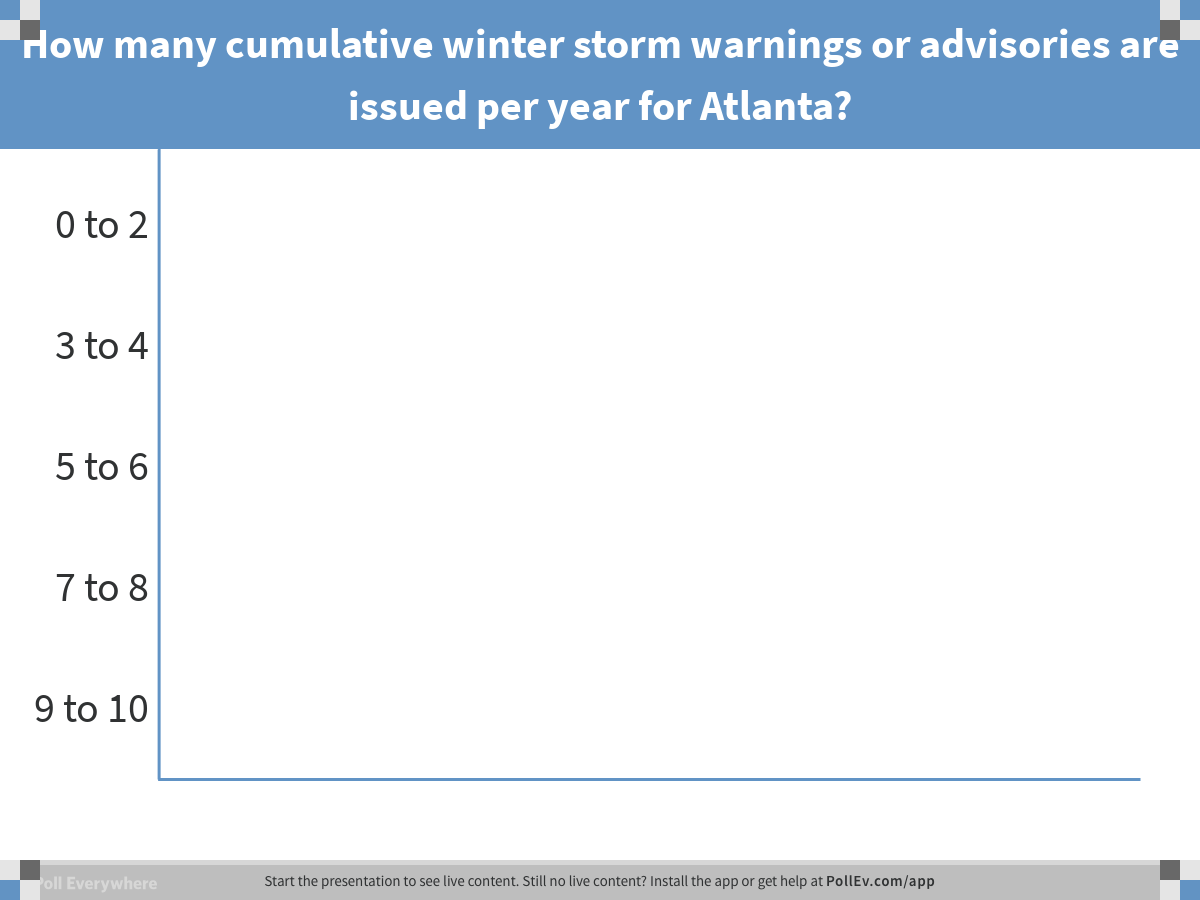 How many cumulative winter storm warnings or advisories are
issued per year for Atlanta?
0 to 2
3 to 4
5 to 6
7 to 8
9 to 10
Poll Everywhere
Start the presentation to see live content. Still no live content? Install the app or get help at PollEv.com/app